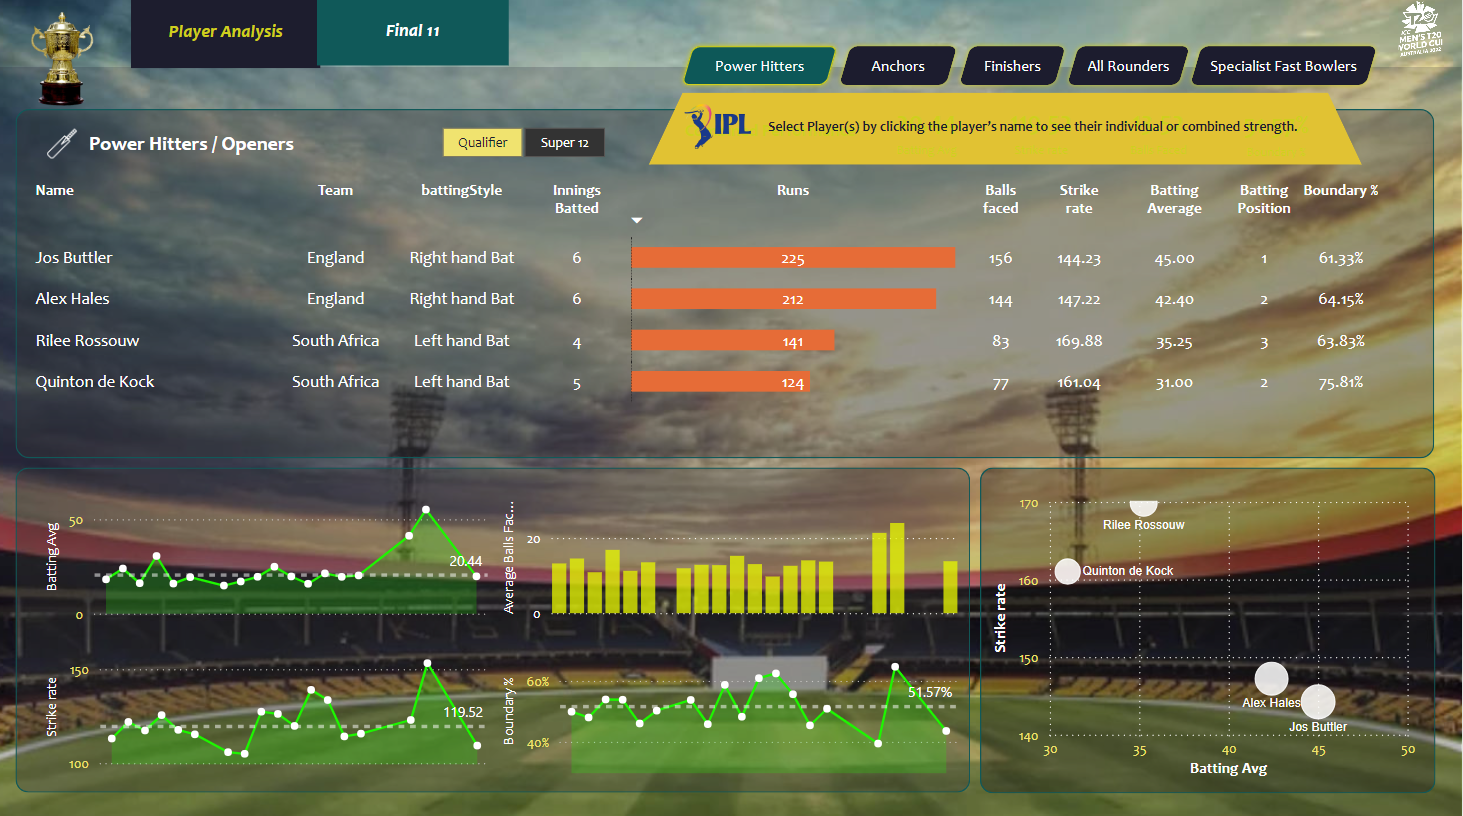 Player Analysis
Final 11
ICC
MEN'S T20
WORLD CUP
AUSTRALIA 2022
Power Hitters
Anchors
Finishers
All Rounders
Specialist Fast Bowlers
IPL
Select Player(s) by clicking the player's name to see their individual or combined strength.
Power Hitters / Openers
Qualifier
Super 12
Name Team battingStyle Innings Batted Runs Balls faced Strike rate Batting Average Batting Position Boundary %
Jos Buttler England Right hand Bat 6 225 156 144.23 45.00 1 61.33%
Alex Hales England Right hand Bat 6 212 144 147.22 42.40 2 64.15%
Rilee Rossouw South Africa Left hand Bat 4 141 83 169.88 35.25 3 63.83%
Quinton de Kock South Africa Left hand Bat 5 124 77 161.04 31.00 2 75.81%
Batting Avg
50
0
20.44
Average Balls Fac...
20
0
Strike rate
150
100
119.52
Boundary %
60%
40%
51.57%
Strike rate
170
160
150
140
Rilee Rossouw
Quinton de Kock
Alex Hales
Jos Buttler
30 35 40 45 50
Batting Avg